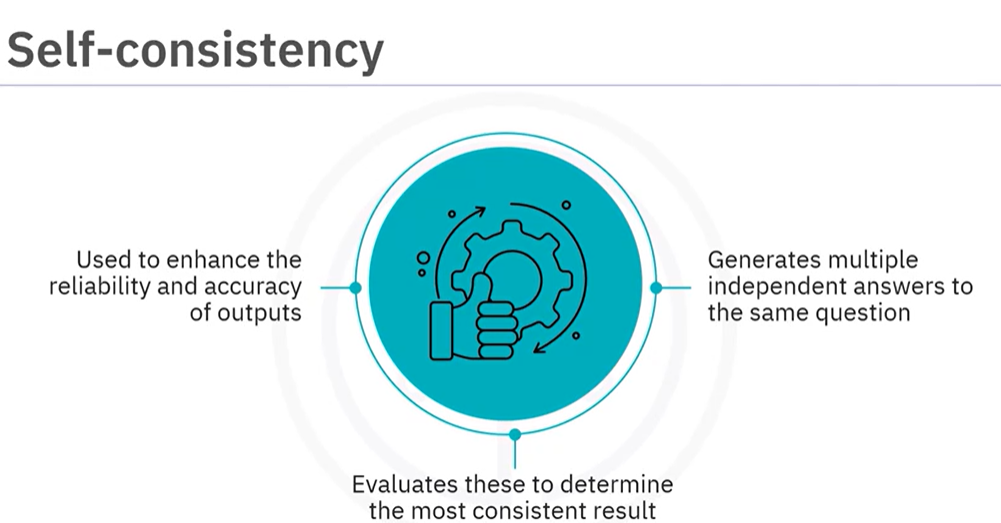 Self-consistency
Used to enhance the
reliability and accuracy
of outputs
Generates multiple
independent answers to
the same question
Evaluates these to determine
the most consistent result